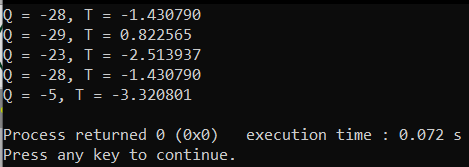 Q = -28, T = -1.430790
Q = -29, T = 0.822565
Q = -23, T = -2.513937
Q = -28, T = -1.430790
Q = -5, T = -3.320801
Process returned 0 (0x0)   execution time : 0.072 s
Press any key to continue.